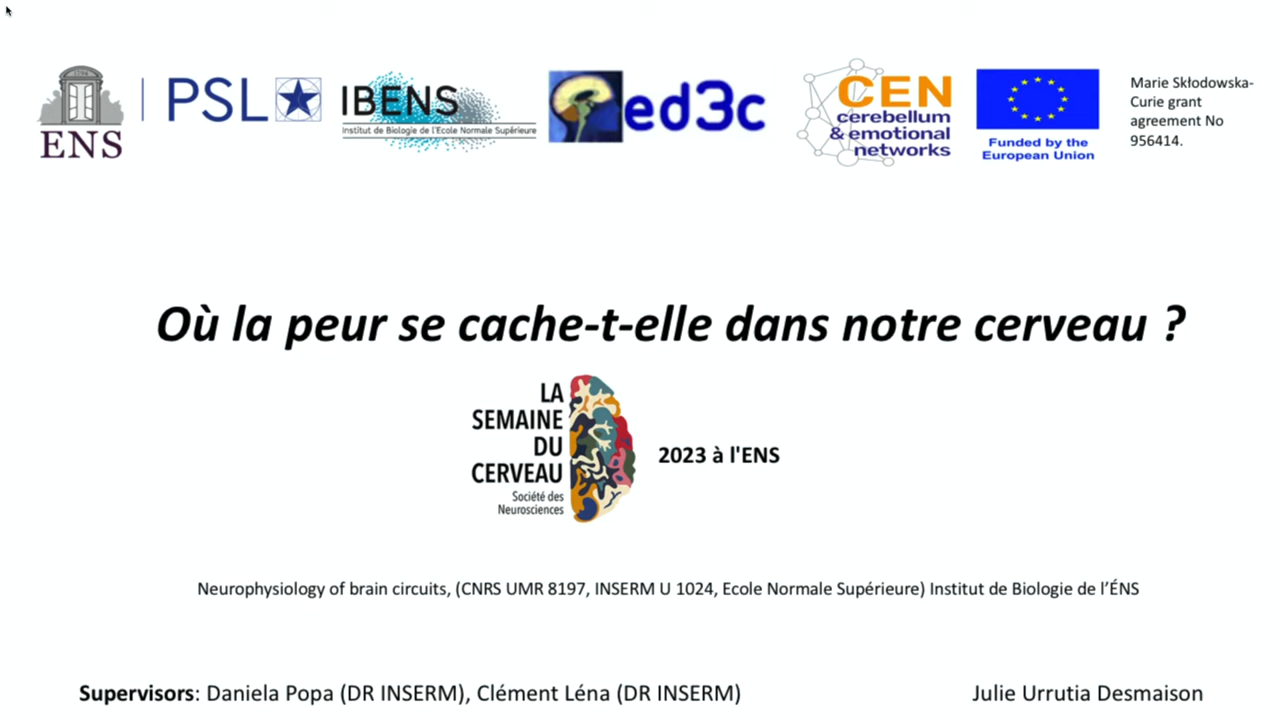 ENS
PSL
IBENS
Institut de Biologie de l'Ecole Normale Supérieure
ed3c
CEN
cerebellum
& emotional
networks
Funded by the
European Union
Marie Skłodowska-
Curie grant
agreement No
956414.
Où la peur se cache-t-elle dans notre cerveau ?
LA
SEMAINE
DU
CERVEAU
Société des
Neurosciences
2023 à l'ENS
Neurophysiology of brain circuits, (CNRS UMR 8197, INSERM U 1024, Ecole Normale Supérieure) Institut de Biologie de l’ÉNS
Supervisors: Daniela Popa (DR INSERM), Clément Léna (DR INSERM)
Julie Urrutia Desmaison